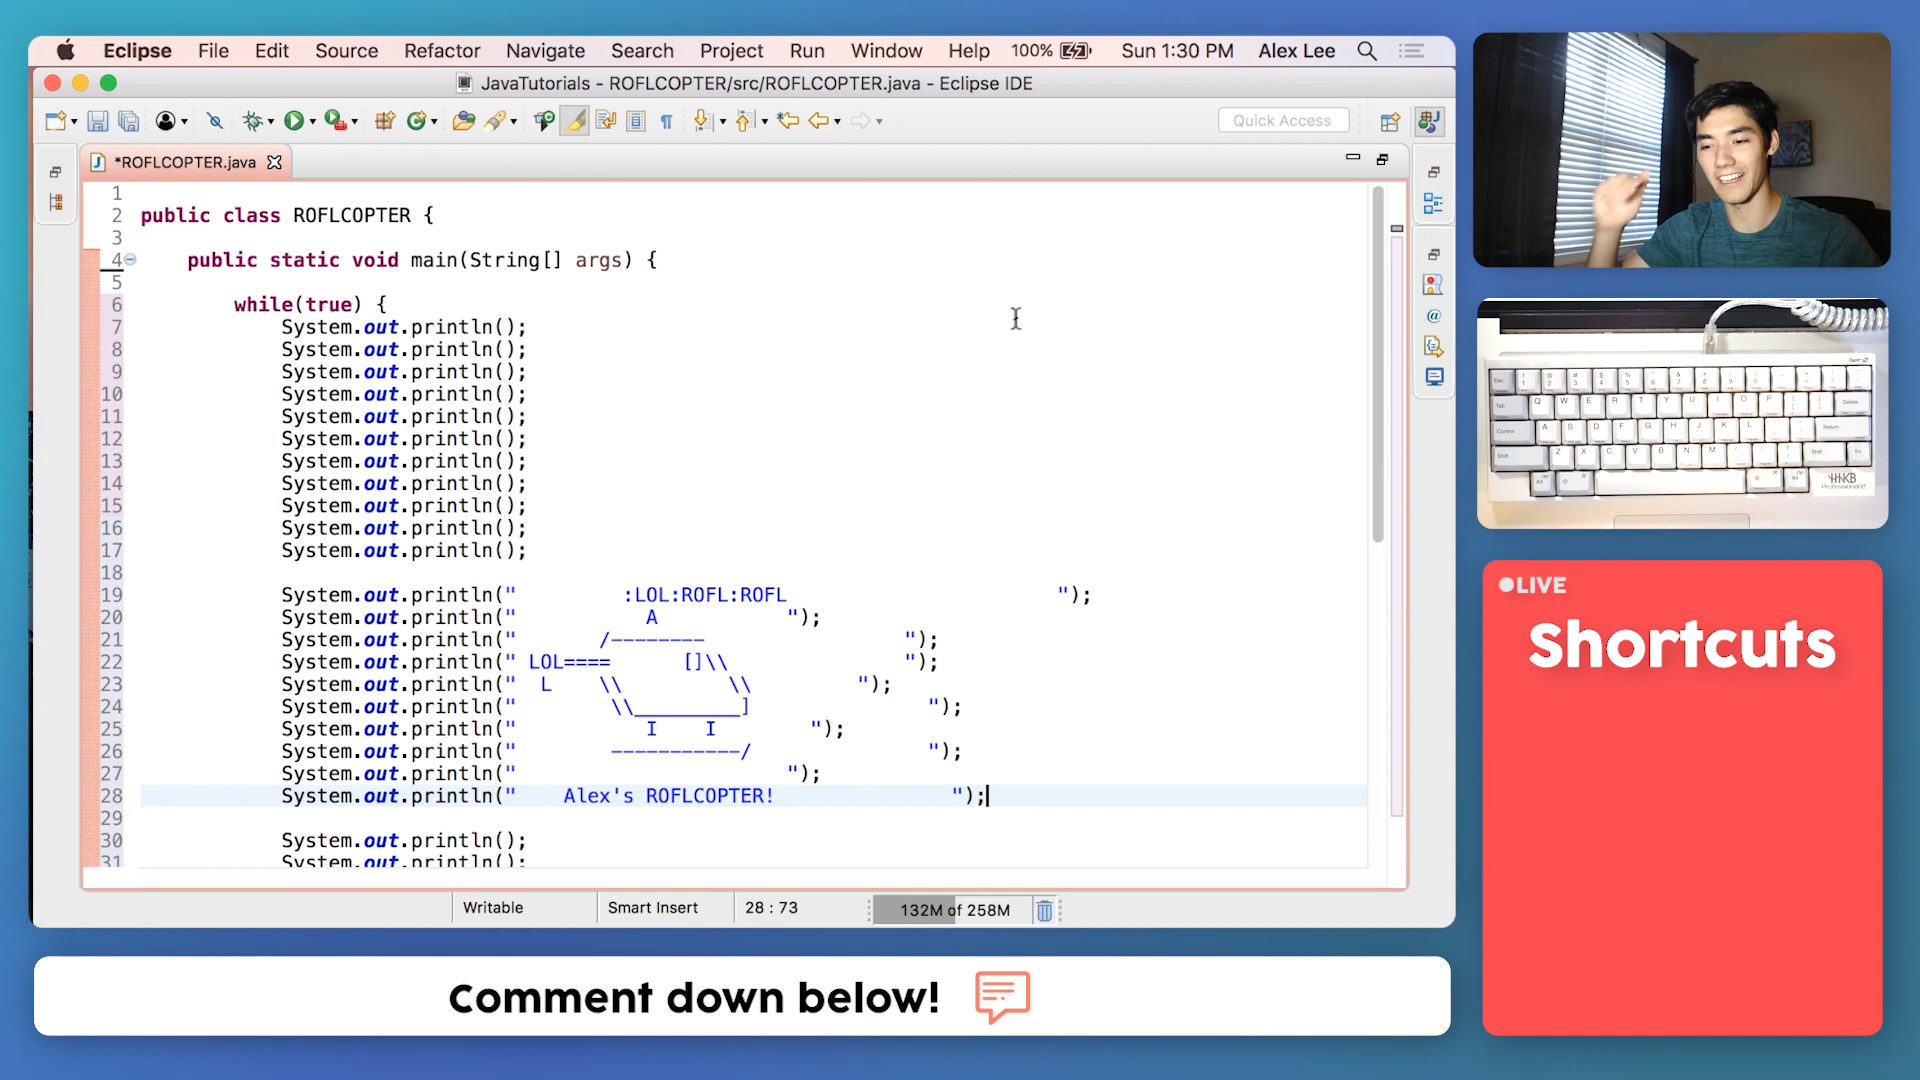 Eclipse File Edit Source Refactor Navigate Search Project Run Window Help 100% Sun 1:30 PM Alex Lee
JavaTutorials - ROFLCOPTER/src/ROFLCOPTER.java - Eclipse IDE
Quick Access
*ROFLCOPTER.java
1
2 public class ROFLCOPTER {
3
4     public static void main(String[] args) {
5
6         while(true) {
7             System.out.println();
8             System.out.println();
9             System.out.println();
10             System.out.println();
11             System.out.println();
12             System.out.println();
13             System.out.println();
14             System.out.println();
15             System.out.println();
16             System.out.println();
17             System.out.println();
18
19             System.out.println("         :LOL:ROFL:ROFL                       ");
20             System.out.println("           A           ");
21             System.out.println("       /--------                 ");
22             System.out.println(" LOL====      []\\               ");
23             System.out.println("  L    \\         \\         ");
24             System.out.println("        \\_________]               ");
25             System.out.println("           I    I        ");
26             System.out.println("        -----------/               ");
27             System.out.println("                       ");
28             System.out.println("    Alex's ROFLCOPTER!               ");
29
30             System.out.println();
31             System.out.println();
Writable Smart Insert 28 : 73 132M of 258M
Comment down below!
LIVE
Shortcuts
HHKB
Professional 2